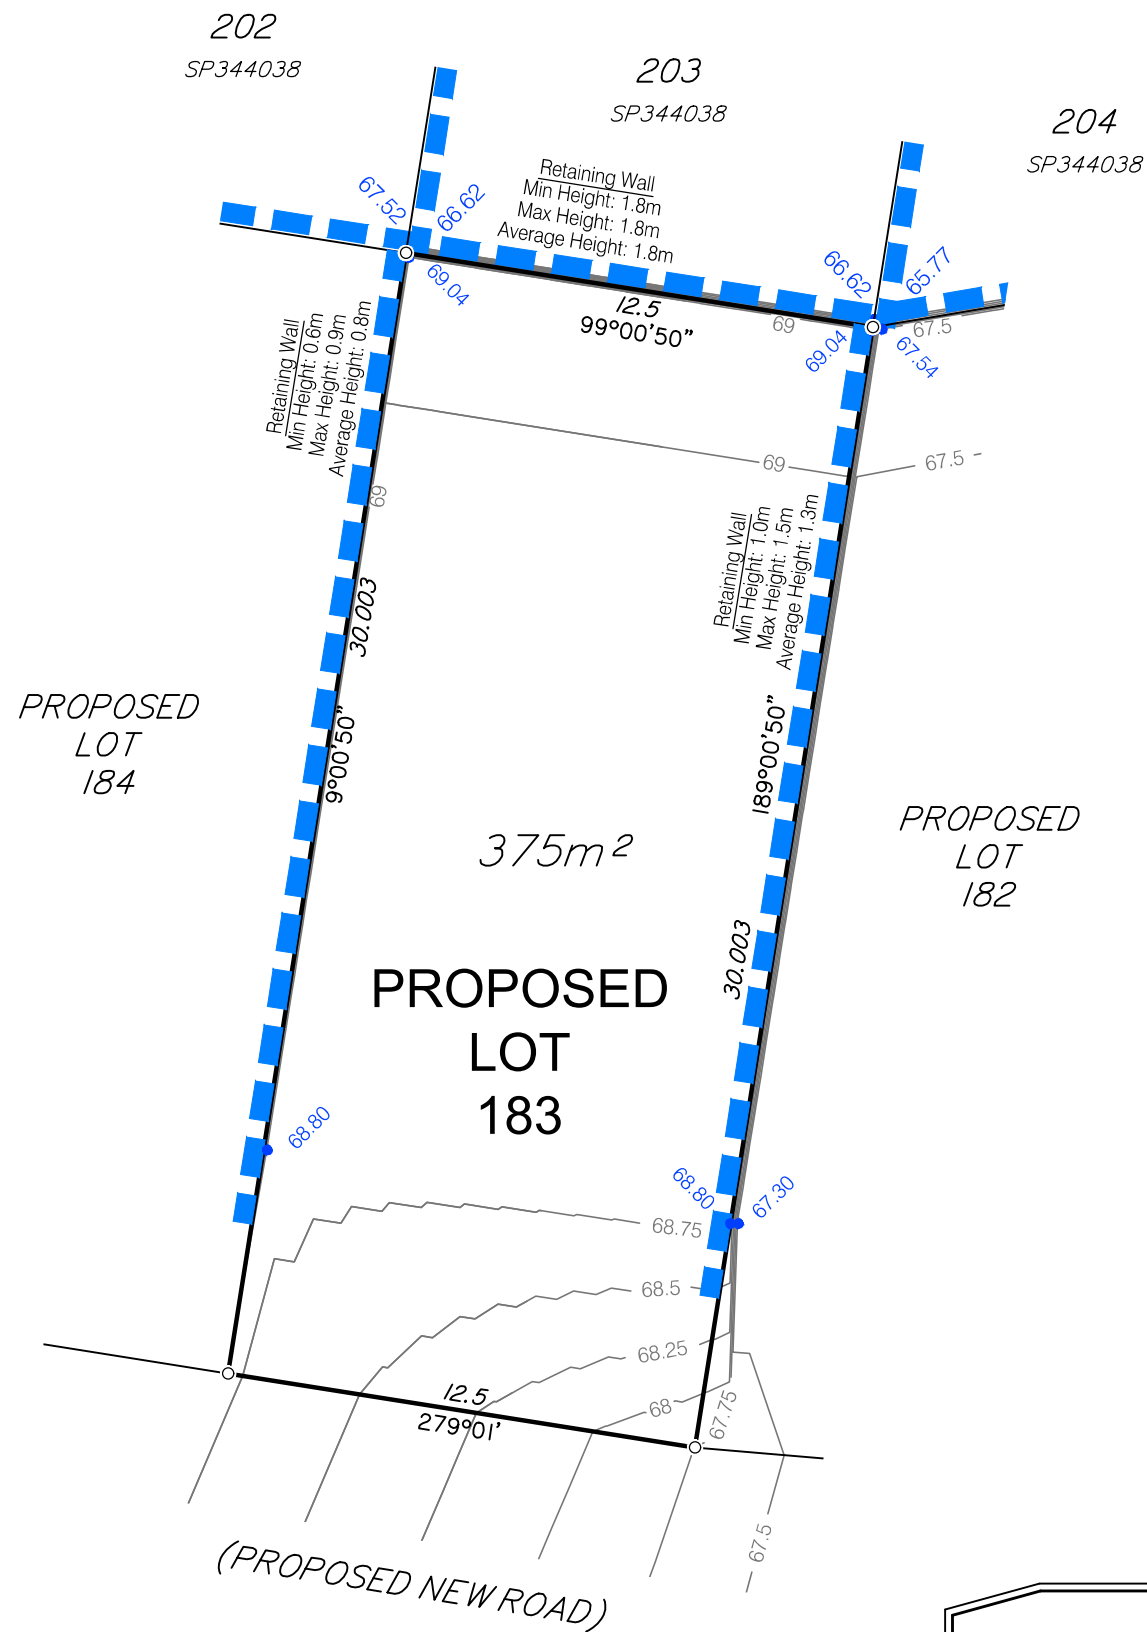 202
SP344038
203
SP344038
204
SP344038
Retaining Wall
Min Height: 1.8m
Max Height: 1.8m
Average Height: 1.8m
67.52
66.62
69.04
66.62
65.77
69.04
67.54
12.5
99°00'50"
69
67.5
Retaining Wall
Min Height: 0.6m
Max Height: 0.9m
Average Height: 0.8m
69
67.5
69
Retaining Wall
Min Height: 1.0m
Max Height: 1.5m
Average Height: 1.3m
30.003
9°00'50"
189°00'50"
30.003
PROPOSED
LOT
184
375m²
PROPOSED
LOT
182
PROPOSED
LOT
183
68.80
68.80
67.30
68.75
68.5
68.25
68
67.75
12.5
279°01'
67.5
(PROPOSED NEW ROAD)